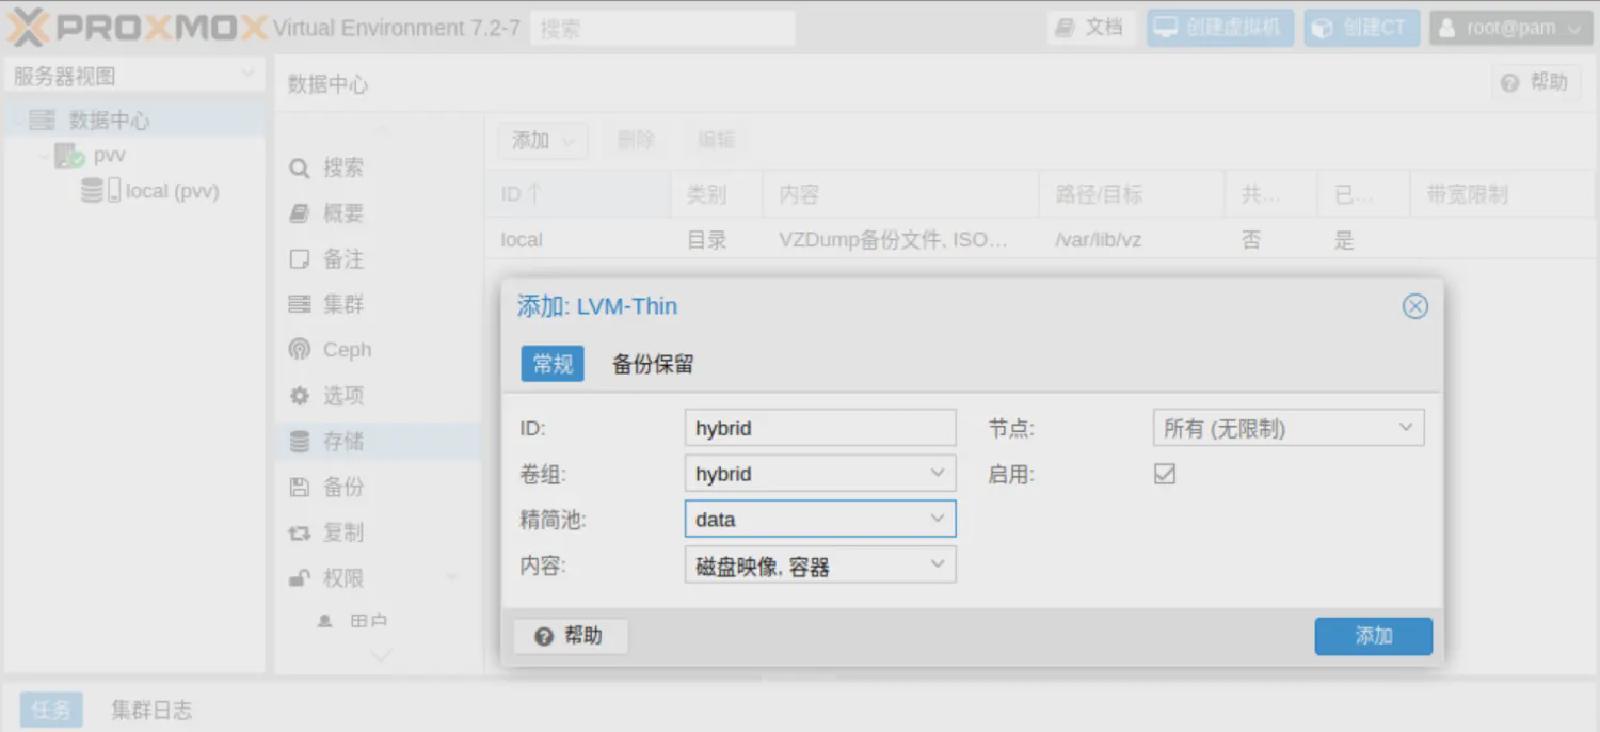 PROXMOX Virtual Environment 7.2-7 搜索 文档 创建虚拟机 创建CT root@pam
服务器视图
数据中心 帮助
数据中心
pvv
local (pvv)
搜索
概要
备注
集群
Ceph
选项
存储
备份
复制
权限
用户
添加 删除 编辑
ID 类别 内容 路径/目标 共... 已... 带宽限制
local 目录 VZDump备份文件, ISO... /var/lib/vz 否 是
添加: LVM-Thin
常规 备份保留
ID: hybrid 节点: 所有 (无限制)
卷组: hybrid 启用:
精简池: data
内容: 磁盘映像, 容器
帮助 添加
任务 集群日志